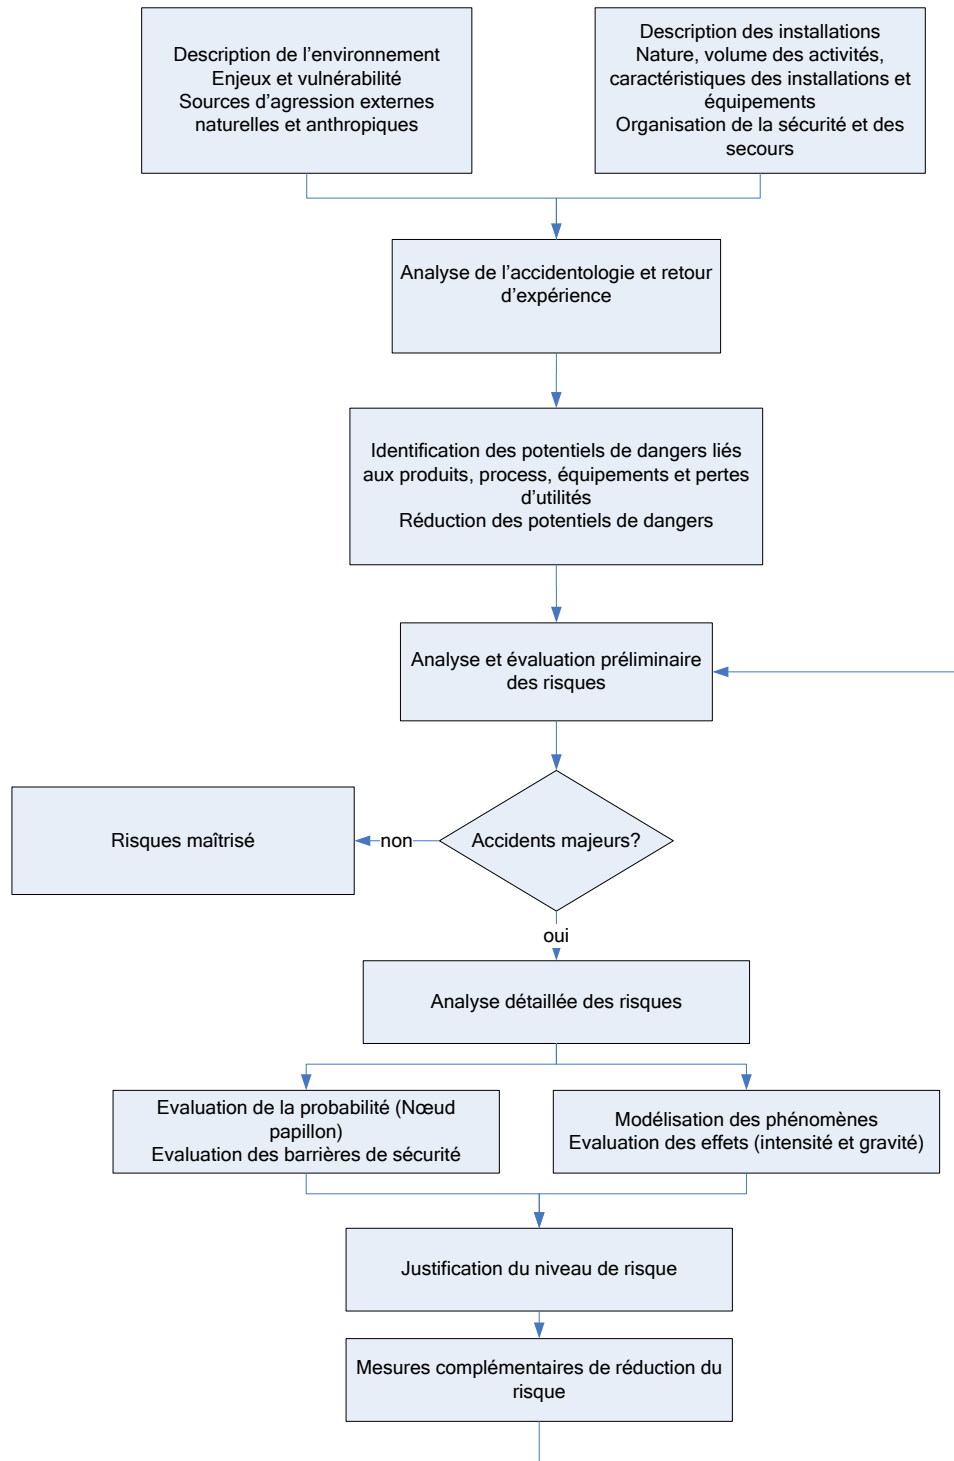 Description de l'environnement
Enjeux et vulnérabilité
Sources d'agression externes
naturelles et anthropiques
Description des installations
Nature, volume des activités,
caractéristiques des installations et
équipements
Organisation de la sécurité et des
secours
Analyse de l'accidentologie et retour
d'expérience
Identification des potentiels de dangers liés
aux produits, process, équipements et pertes
d'utilités
Réduction des potentiels de dangers
Analyse et évaluation préliminaire
des risques
Risques maîtrisé
non
Accidents majeurs?
oui
Analyse détaillée des risques
Evaluation de la probabilité (Nœud
papillon)
Evaluation des barrières de sécurité
Modélisation des phénomènes
Evaluation des effets (intensité et gravité)
Justification du niveau de risque
Mesures complémentaires de réduction du
risque